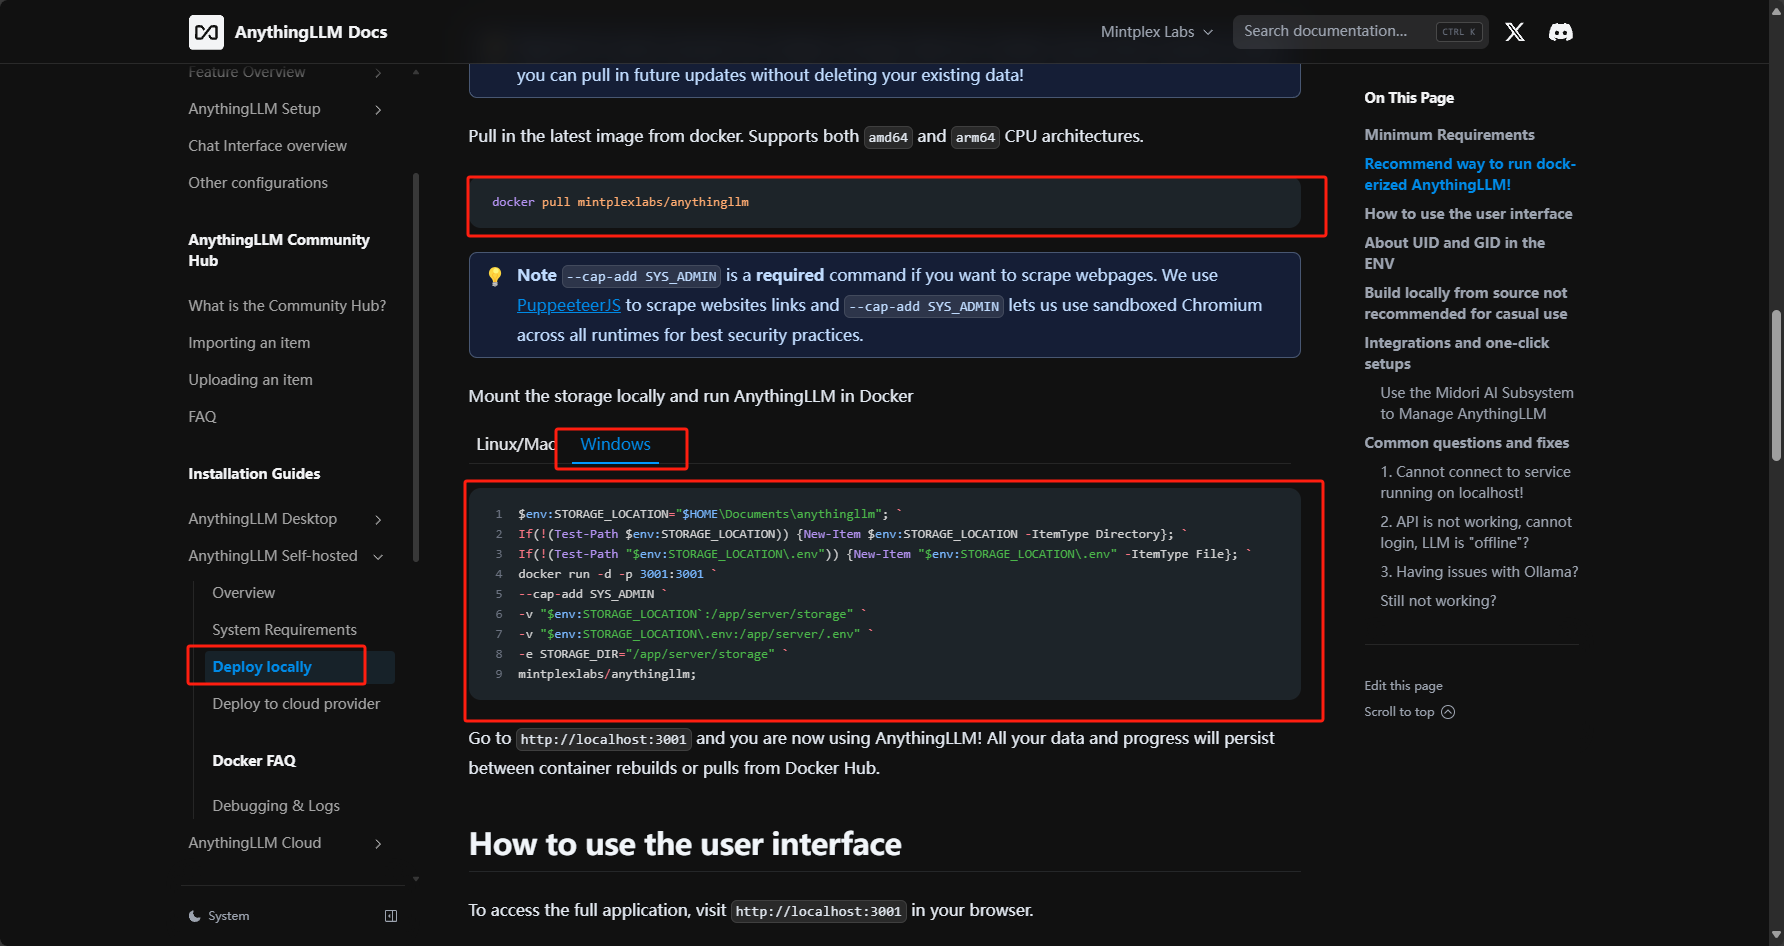 AnythingLLM Docs
Mintplex Labs
Search documentation...
CTRL K
Feature Overview
AnythingLLM Setup
Chat Interface overview
Other configurations
AnythingLLM Community
Hub
What is the Community Hub?
Importing an item
Uploading an item
FAQ
Installation Guides
AnythingLLM Desktop
AnythingLLM Self-hosted
Overview
System Requirements
Deploy locally
Deploy to cloud provider
Docker FAQ
Debugging & Logs
AnythingLLM Cloud
System
you can pull in future updates without deleting your existing data!
Pull in the latest image from docker. Supports both amd64 and arm64 CPU architectures.
docker pull mintplexlabs/anythingllm
Note --cap-add SYS_ADMIN is a required command if you want to scrape webpages. We use
PuppeeteerJS to scrape websites links and --cap-add SYS_ADMIN lets us use sandboxed Chromium
across all runtimes for best security practices.
Mount the storage locally and run AnythingLLM in Docker
Linux/Mac Windows
1 $env:STORAGE_LOCATION="$HOME\Documents\anythingllm"; `
2 If(!(Test-Path $env:STORAGE_LOCATION)) {New-Item $env:STORAGE_LOCATION -ItemType Directory}; `
3 If(!(Test-Path "$env:STORAGE_LOCATION\.env")) {New-Item "$env:STORAGE_LOCATION\.env" -ItemType File}; `
4 docker run -d -p 3001:3001 `
5 --cap-add SYS_ADMIN `
6 -v "$env:STORAGE_LOCATION`:/app/server/storage" `
7 -v "$env:STORAGE_LOCATION\.env:/app/server/.env" `
8 -e STORAGE_DIR="/app/server/storage" `
9 mintplexlabs/anythingllm;
Go to http://localhost:3001 and you are now using AnythingLLM! All your data and progress will persist
between container rebuilds or pulls from Docker Hub.
How to use the user interface
To access the full application, visit http://localhost:3001 in your browser.
On This Page
Minimum Requirements
Recommend way to run dock-
erized AnythingLLM!
How to use the user interface
About UID and GID in the
ENV
Build locally from source not
recommended for casual use
Integrations and one-click
setups
Use the Midori AI Subsystem
to Manage AnythingLLM
Common questions and fixes
1. Cannot connect to service
running on localhost!
2. API is not working, cannot
login, LLM is "offline"?
3. Having issues with Ollama?
Still not working?
Edit this page
Scroll to top